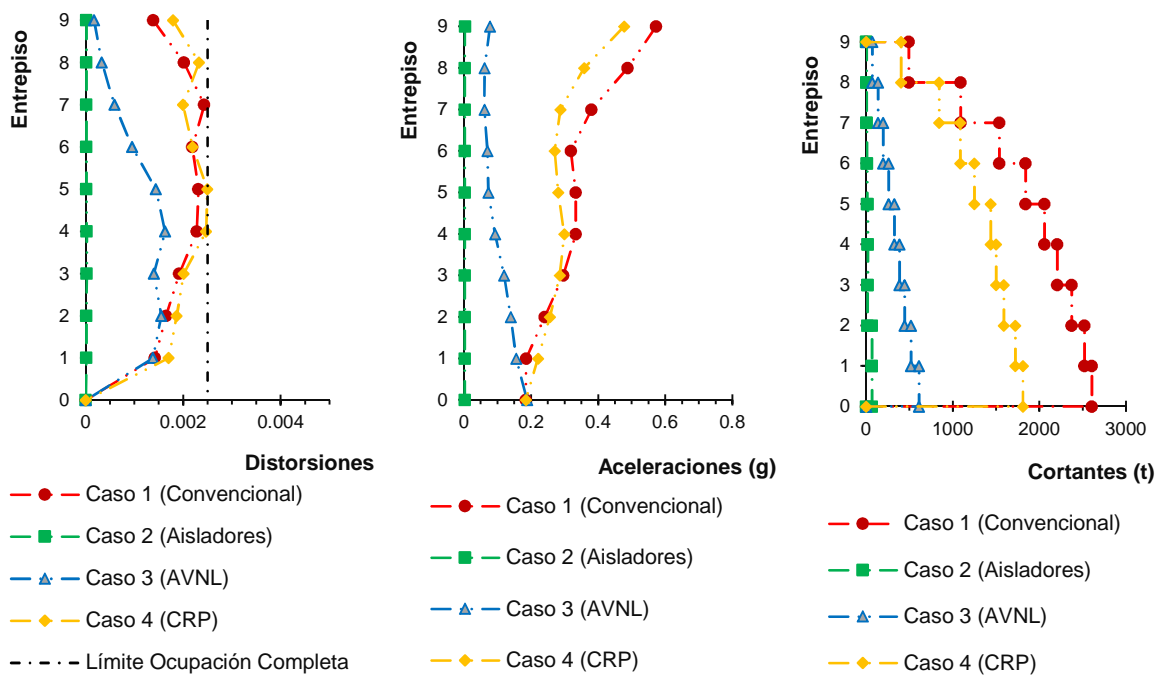 Entrepiso
9
8
7
6
5
4
3
2
1
0
0
0.002
0.004
Distorsiones
Caso 1 (Convencional)
Caso 2 (Aisladores)
Caso 3 (AVNL)
Caso 4 (CRP)
Límite Ocupación Completa
Entrepiso
9
8
7
6
5
4
3
2
1
0
0
0.2
0.4
0.6
0.8
Aceleraciones (g)
Caso 1 (Convencional)
Caso 2 (Aisladores)
Caso 3 (AVNL)
Caso 4 (CRP)
Entrepiso
9
8
7
6
5
4
3
2
1
0
0
1000
2000
3000
Cortantes (t)
Caso 1 (Convencional)
Caso 2 (Aisladores)
Caso 3 (AVNL)
Caso 4 (CRP)